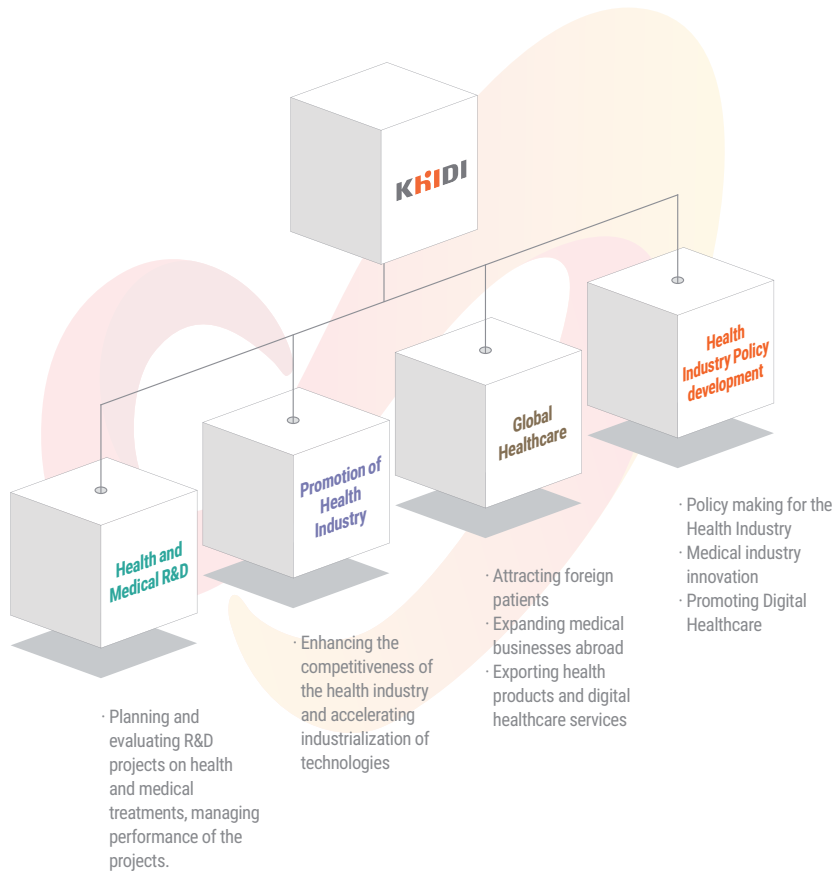 KHIDI
Health and
Medical R&D
· Planning and
evaluating R&D
projects on health
and medical
treatments, managing
performance of the
projects.
Promotion of
Health
Industry
· Enhancing the
competitiveness of
the health industry
and accelerating
industrialization of
technologies
Global
Healthcare
· Attracting foreign
patients
· Expanding medical
businesses abroad
· Exporting health
products and digital
healthcare services
Health
Industry Policy
development
· Policy making for the
Health Industry
· Medical industry
innovation
· Promoting Digital
Healthcare